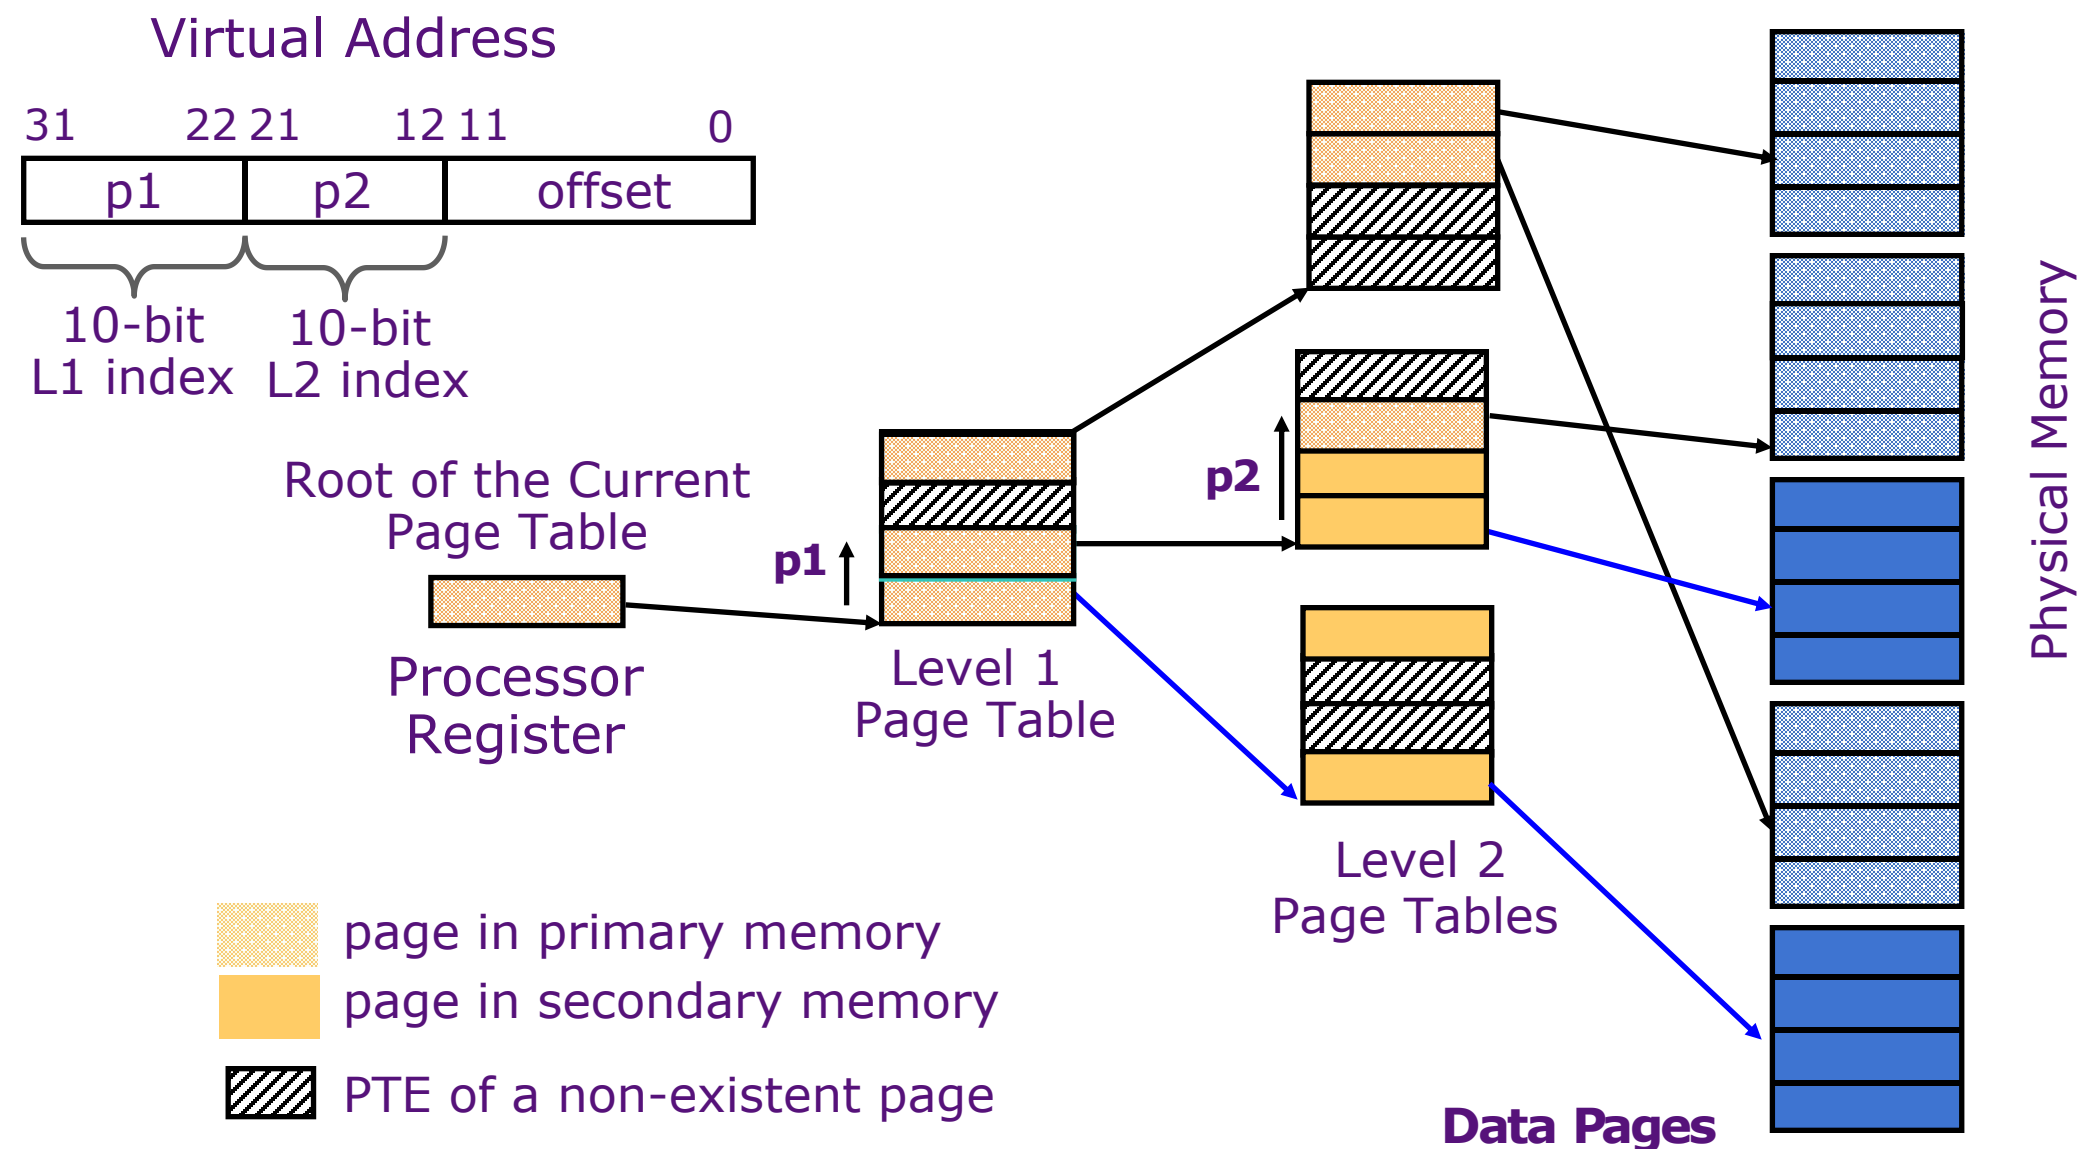 Virtual Address
31 22 21 12 11 0
p1 p2 offset
10-bit
L1 index
10-bit
L2 index
Root of the Current
Page Table
Processor
Register
p1
Level 1
Page Table
p2
Level 2
Page Tables
Physical Memory
page in primary memory
page in secondary memory
PTE of a non-existent page
Data Pages